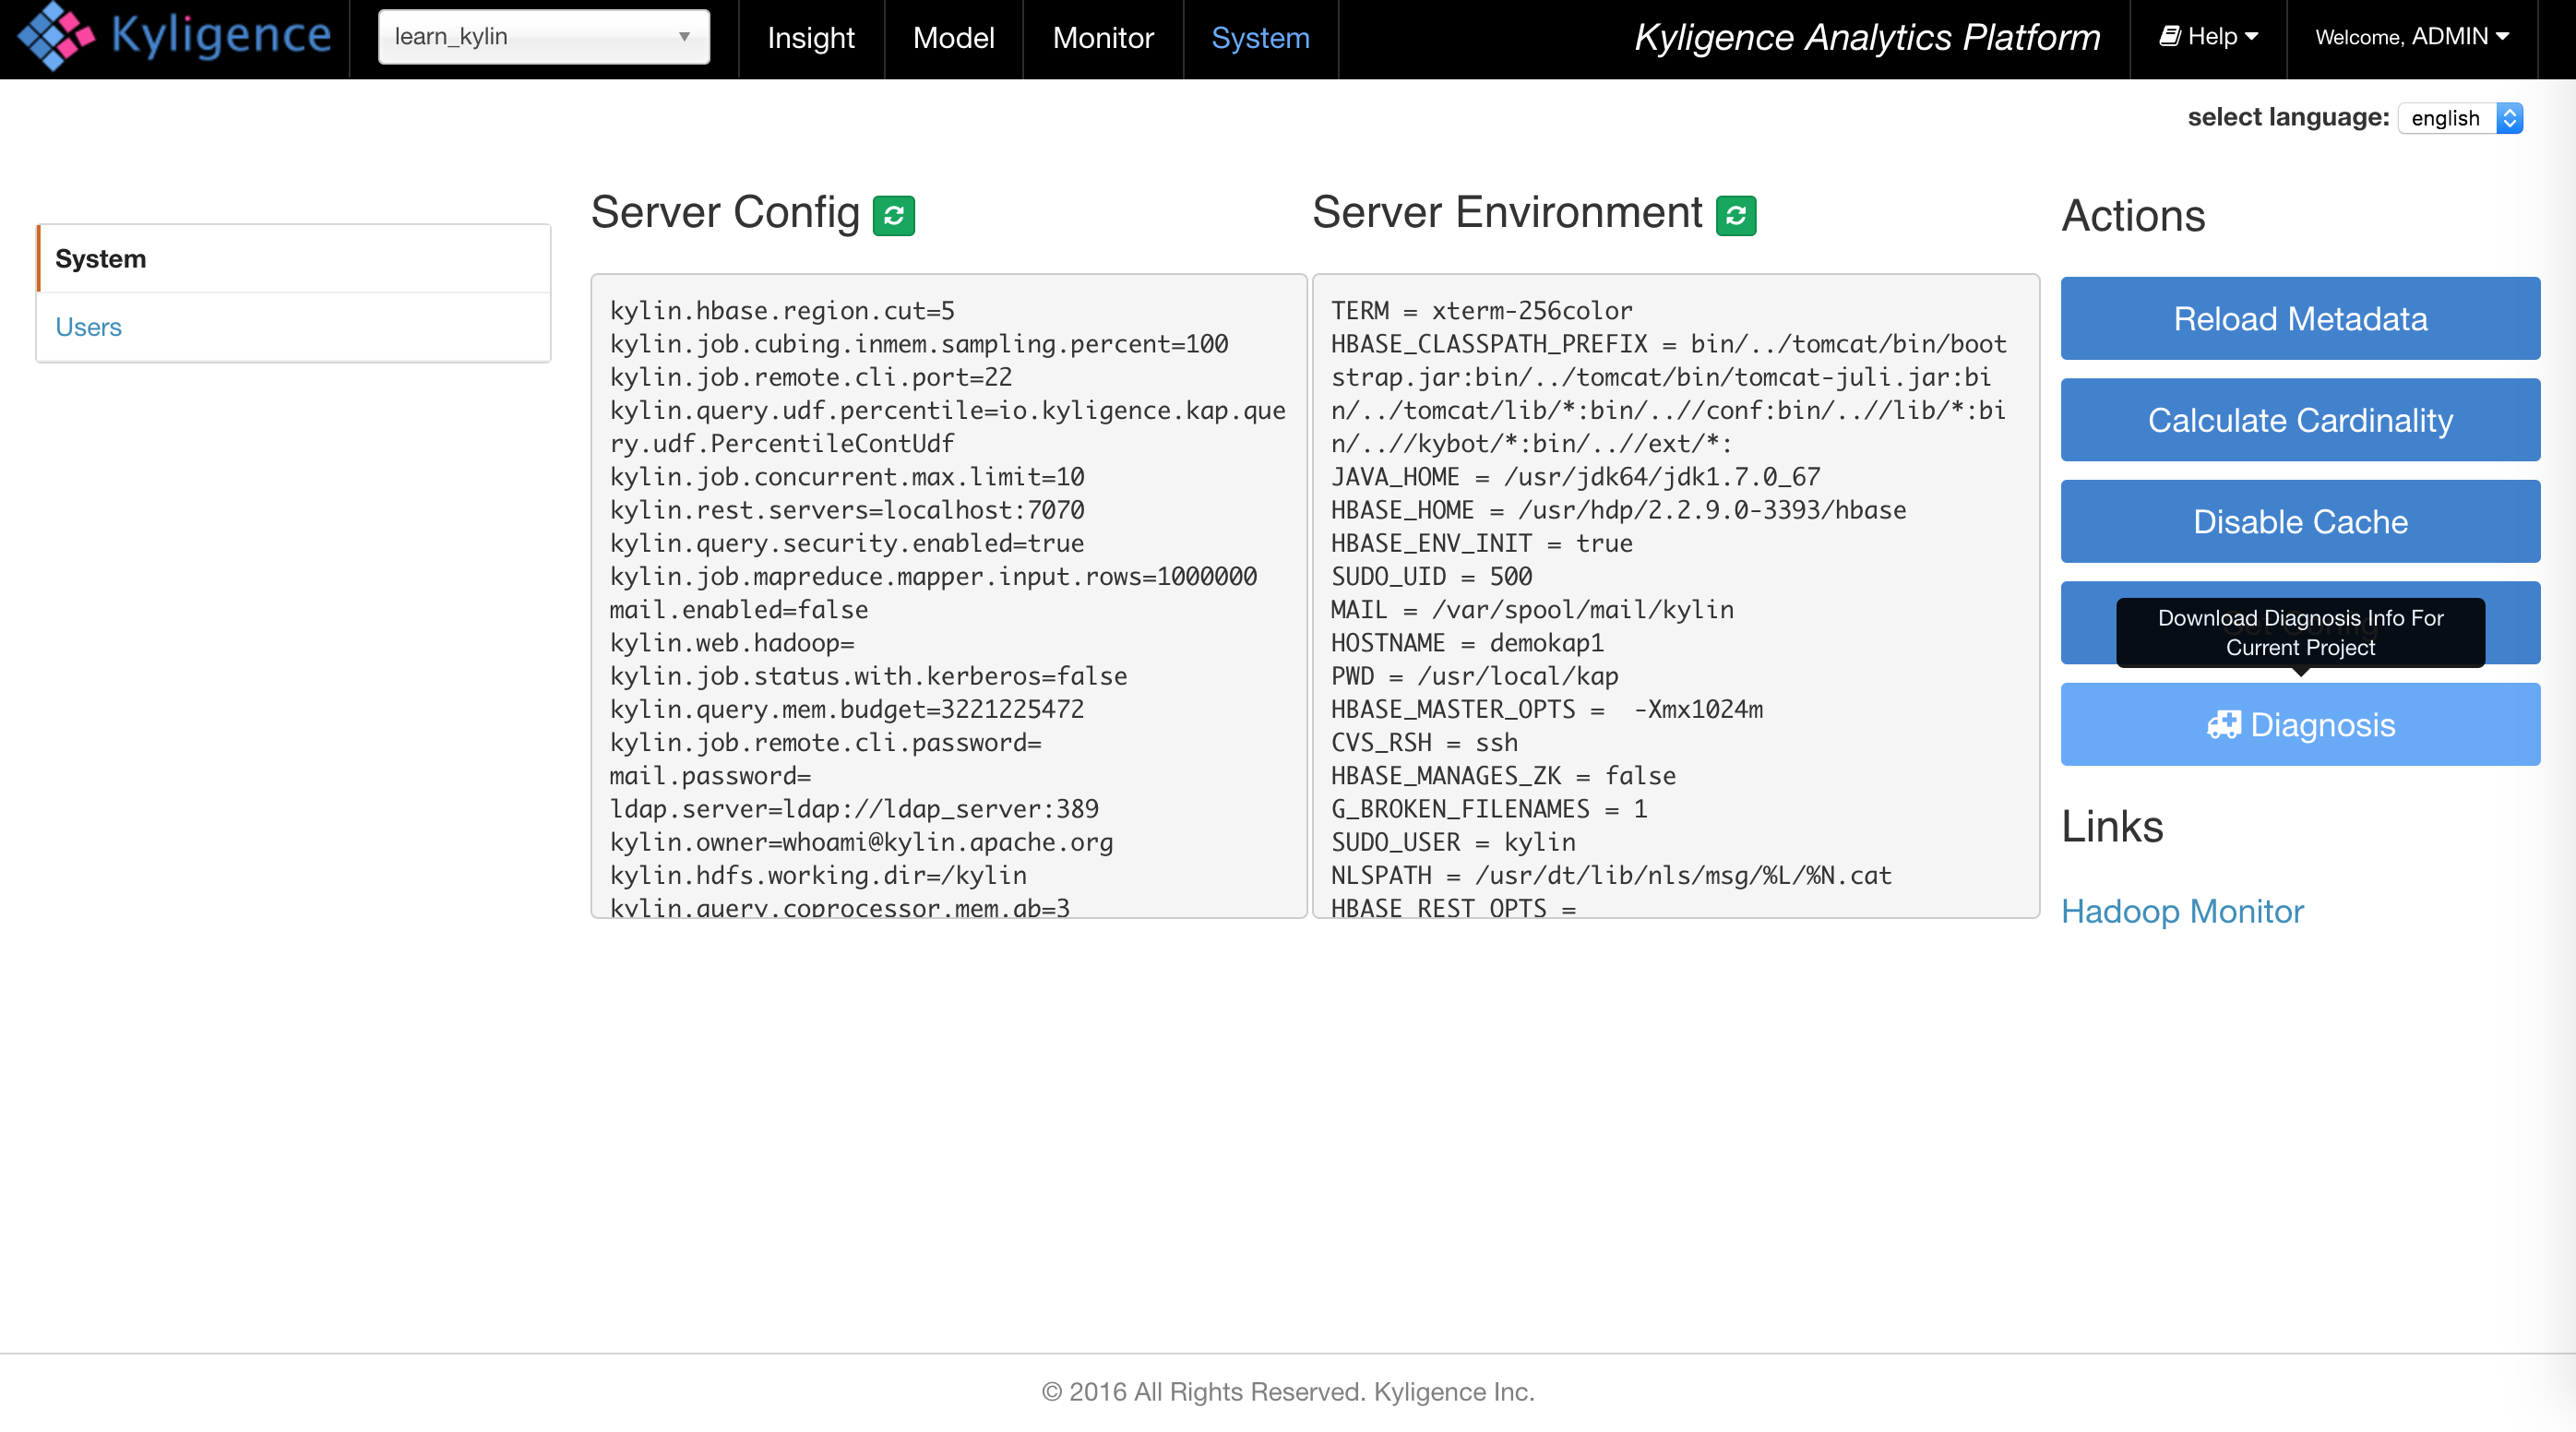 Kyligence
learn_kylin
Insight
Model
Monitor
System
Kyligence Analytics Platform
Help
Welcome, ADMIN
select language:
english
System
Users
Server Config
kylin.hbase.region.cut=5
kylin.job.cubing.inmem.sampling.percent=100
kylin.job.remote.cli.port=22
kylin.query.udf.percentile=io.kyligence.kap.que
ry.udf.PercentileContUdf
kylin.job.concurrent.max.limit=10
kylin.rest.servers=localhost:7070
kylin.query.security.enabled=true
kylin.job.mapreduce.mapper.input.rows=1000000
mail.enabled=false
kylin.web.hadoop=
kylin.job.status.with.kerberos=false
kylin.query.mem.budget=3221225472
kylin.job.remote.cli.password=
mail.password=
ldap.server=ldap://ldap_server:389
kylin.owner=whoami@kylin.apache.org
kylin.hdfs.working.dir=/kylin
kylin.query.coprocessor.mem.gb=3
Server Environment
TERM = xterm-256color
HBASE_CLASSPATH_PREFIX = bin/../tomcat/bin/boot
strap.jar:bin/../tomcat/bin/tomcat-juli.jar:bi
n/../tomcat/lib/*:bin/..//conf:bin/..//lib/*:bi
n/..//kybot/*:bin/..//ext/*:
JAVA_HOME = /usr/jdk64/jdk1.7.0_67
HBASE_HOME = /usr/hdp/2.2.9.0-3393/hbase
HBASE_ENV_INIT = true
SUDO_UID = 500
MAIL = /var/spool/mail/kylin
HOSTNAME = demokap1
PWD = /usr/local/kap
HBASE_MASTER_OPTS =  -Xmx1024m
CVS_RSH = ssh
HBASE_MANAGES_ZK = false
G_BROKEN_FILENAMES = 1
SUDO_USER = kylin
NLSPATH = /usr/dt/lib/nls/msg/%L/%N.cat
HBASE_REST_OPTS =
Actions
Reload Metadata
Calculate Cardinality
Disable Cache
Download Diagnosis Info For
Current Project
Diagnosis
Links
Hadoop Monitor
© 2016 All Rights Reserved. Kyligence Inc.